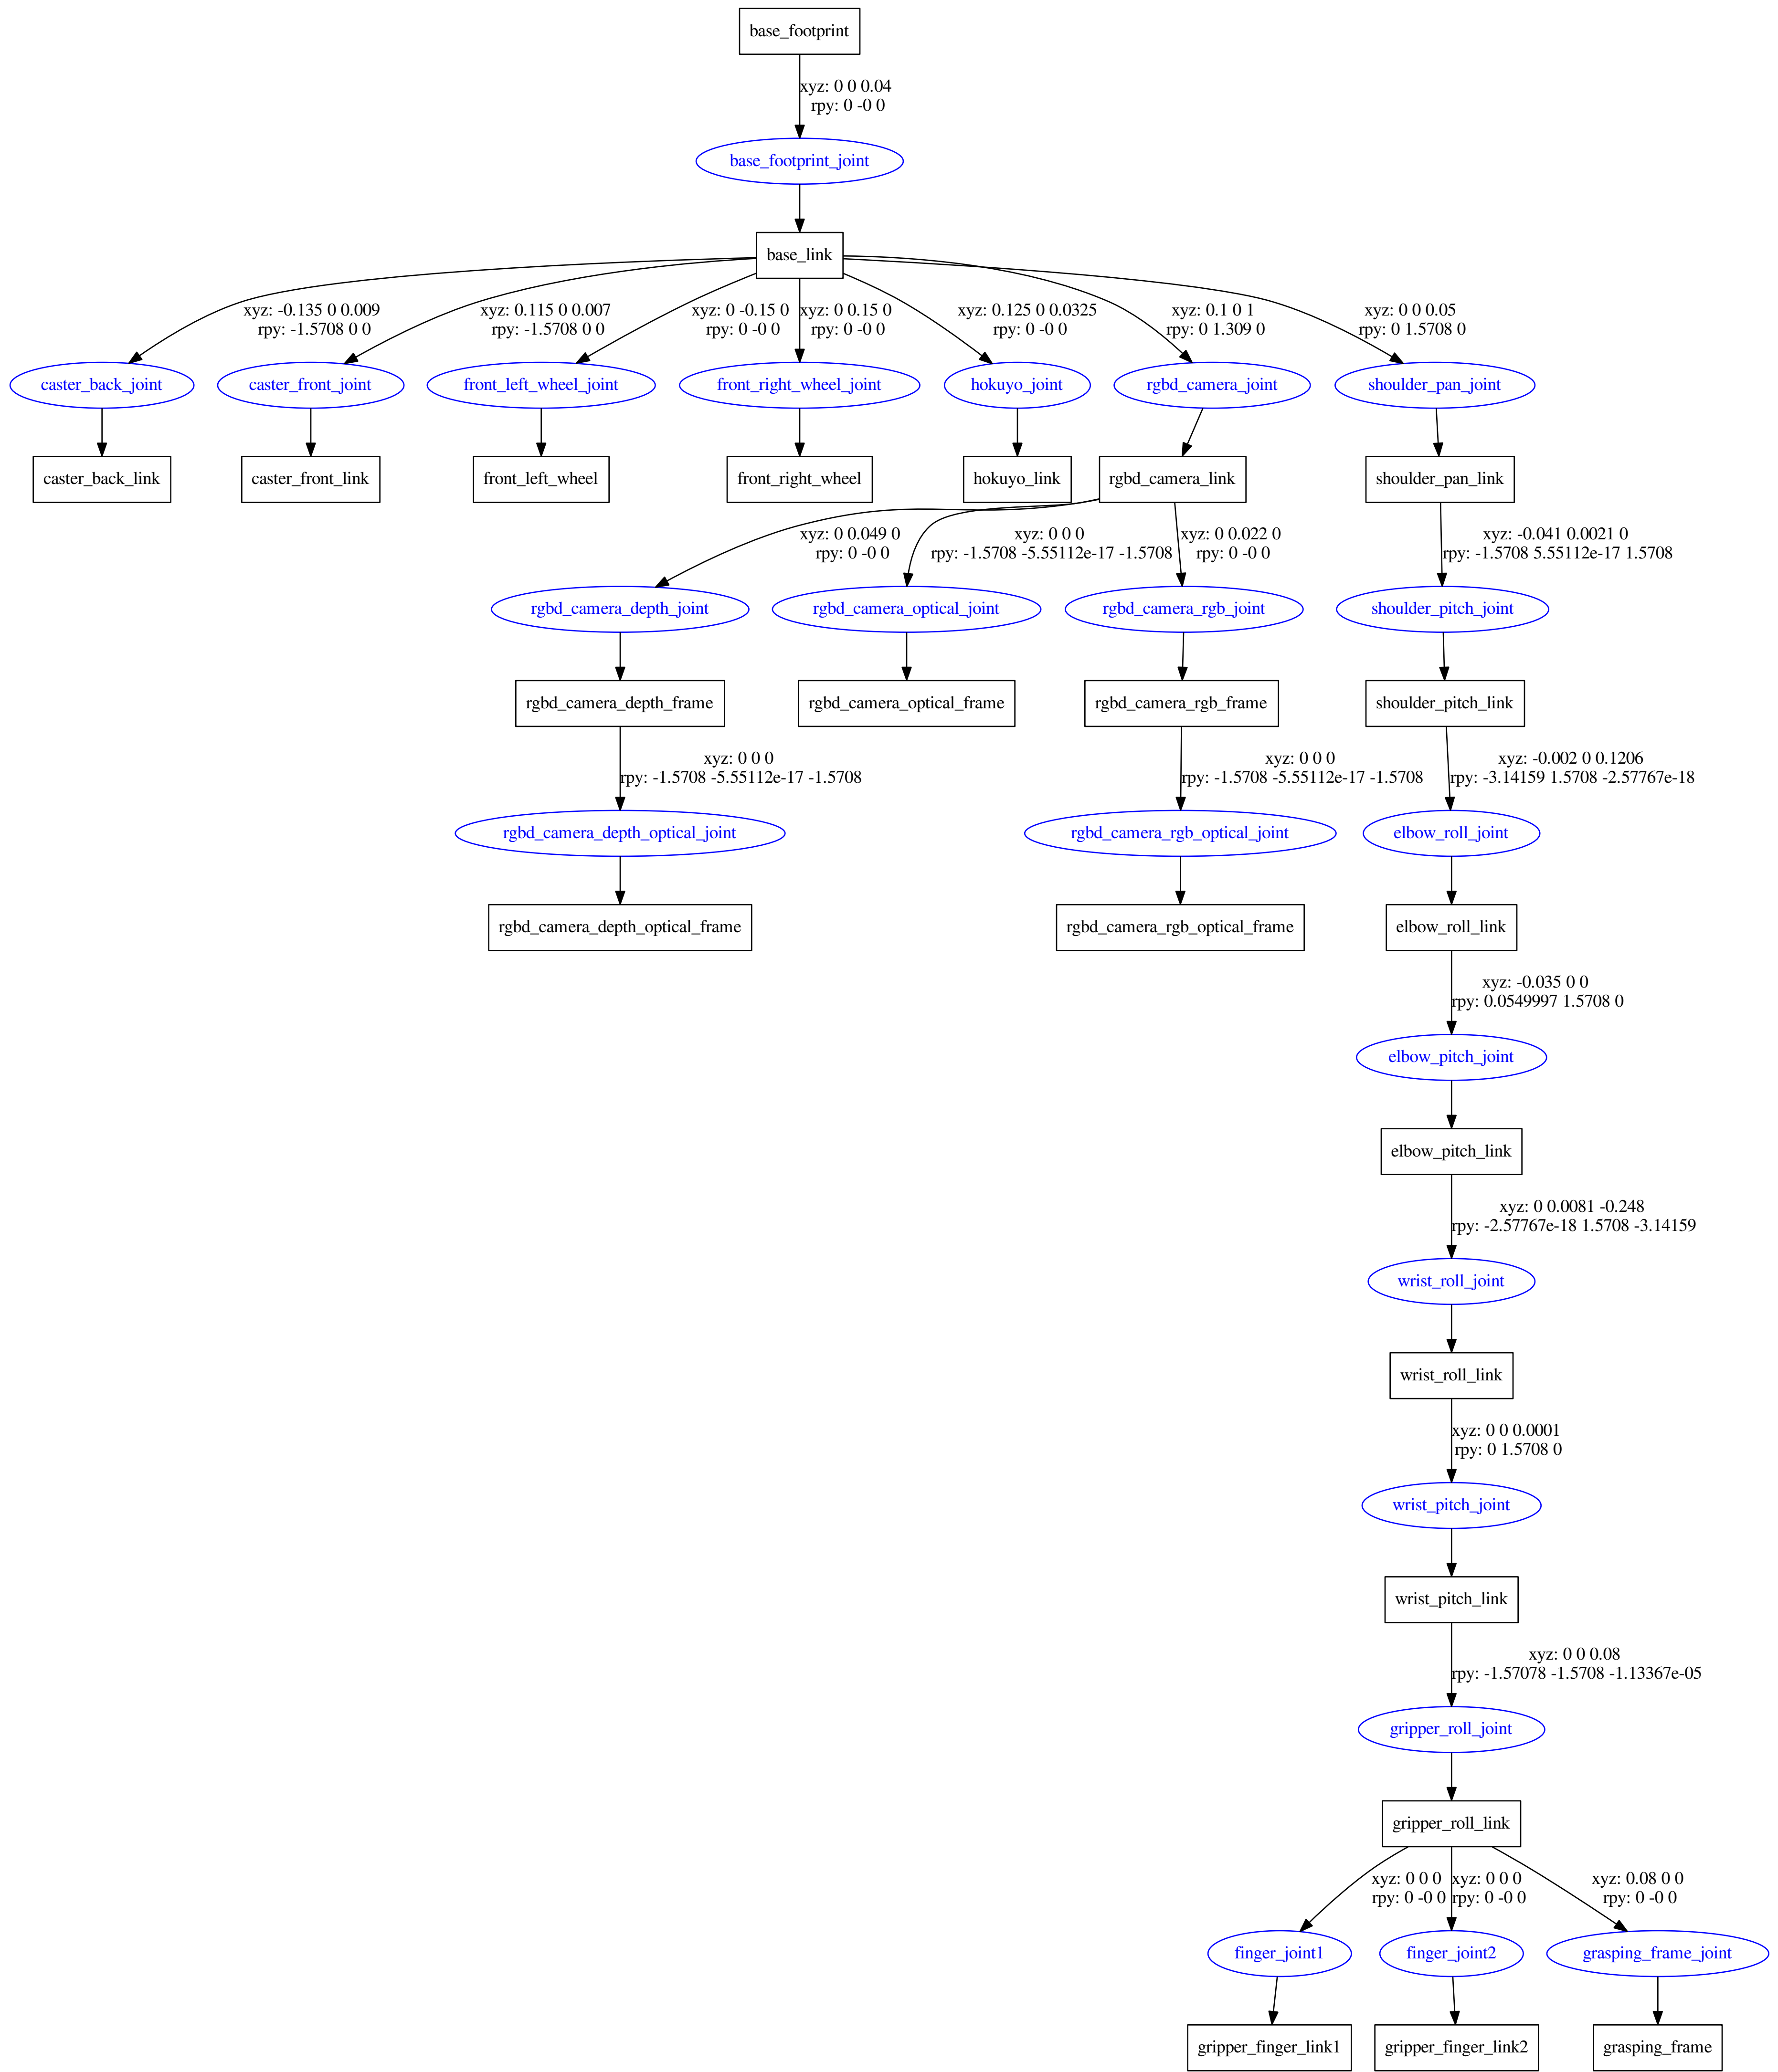 base_footprint
xyz: 0 0 0.04
rpy: 0 -0 0
base_footprint_joint
base_link
xyz: -0.135 0 0.009
rpy: -1.5708 0 0
xyz: 0.115 0 0.007
rpy: -1.5708 0 0
xyz: 0 -0.15 0
rpy: 0 -0 0
xyz: 0 0.15 0
rpy: 0 -0 0
xyz: 0.125 0 0.0325
rpy: 0 -0 0
xyz: 0.1 0 1
rpy: 0 1.309 0
xyz: 0 0 0.05
rpy: 0 1.5708 0
caster_back_joint
caster_front_joint
front_left_wheel_joint
front_right_wheel_joint
hokuyo_joint
rgbd_camera_joint
shoulder_pan_joint
caster_back_link
caster_front_link
front_left_wheel
front_right_wheel
hokuyo_link
rgbd_camera_link
shoulder_pan_link
xyz: 0 0.049 0
rpy: 0 -0 0
xyz: 0 0 0
rpy: -1.5708 -5.55112e-17 -1.5708
xyz: 0 0.022 0
rpy: 0 -0 0
xyz: -0.041 0.0021 0
rpy: -1.5708 5.55112e-17 1.5708
rgbd_camera_depth_joint
rgbd_camera_optical_joint
rgbd_camera_rgb_joint
shoulder_pitch_joint
rgbd_camera_depth_frame
rgbd_camera_optical_frame
rgbd_camera_rgb_frame
shoulder_pitch_link
xyz: 0 0 0
rpy: -1.5708 -5.55112e-17 -1.5708
xyz: 0 0 0
rpy: -1.5708 -5.55112e-17 -1.5708
xyz: -0.002 0 0.1206
rpy: -3.14159 1.5708 -2.57767e-18
rgbd_camera_depth_optical_joint
rgbd_camera_rgb_optical_joint
elbow_roll_joint
rgbd_camera_depth_optical_frame
rgbd_camera_rgb_optical_frame
elbow_roll_link
xyz: -0.035 0 0
rpy: 0.0549997 1.5708 0
elbow_pitch_joint
elbow_pitch_link
xyz: 0 0.0081 -0.248
rpy: -2.57767e-18 1.5708 -3.14159
wrist_roll_joint
wrist_roll_link
xyz: 0 0 0.0001
rpy: 0 1.5708 0
wrist_pitch_joint
wrist_pitch_link
xyz: 0 0 0.08
rpy: -1.57078 -1.5708 -1.13367e-05
gripper_roll_joint
gripper_roll_link
xyz: 0 0 0
rpy: 0 -0 0
xyz: 0 0 0
rpy: 0 -0 0
xyz: 0.08 0 0
rpy: 0 -0 0
finger_joint1
finger_joint2
grasping_frame_joint
gripper_finger_link1
gripper_finger_link2
grasping_frame